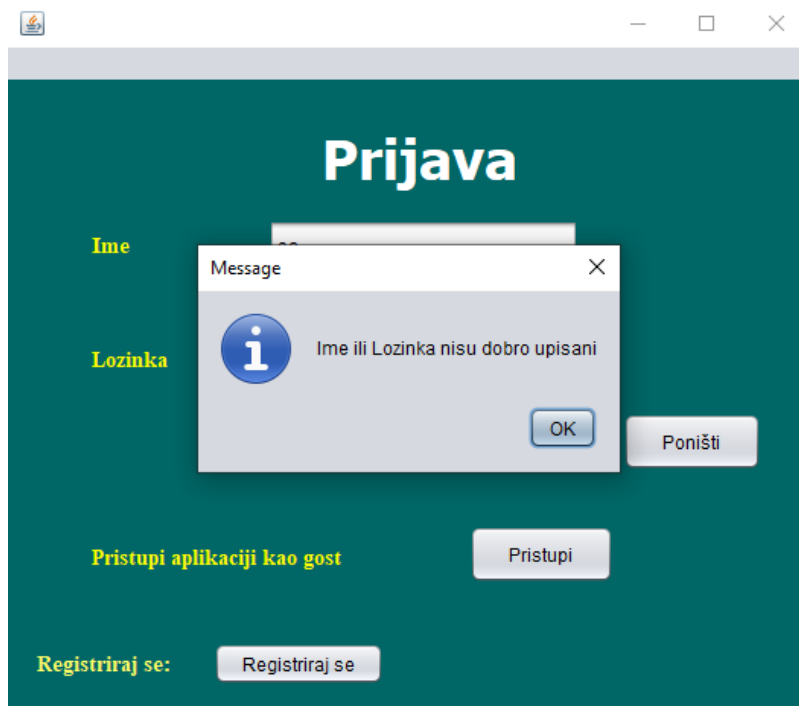 Prijava
Ime
Message
Lozinka
Ime ili Lozinka nisu dobro upisani
OK
Poništi
Pristupi aplikaciji kao gost
Pristupi
Registriraj se:
Registriraj se